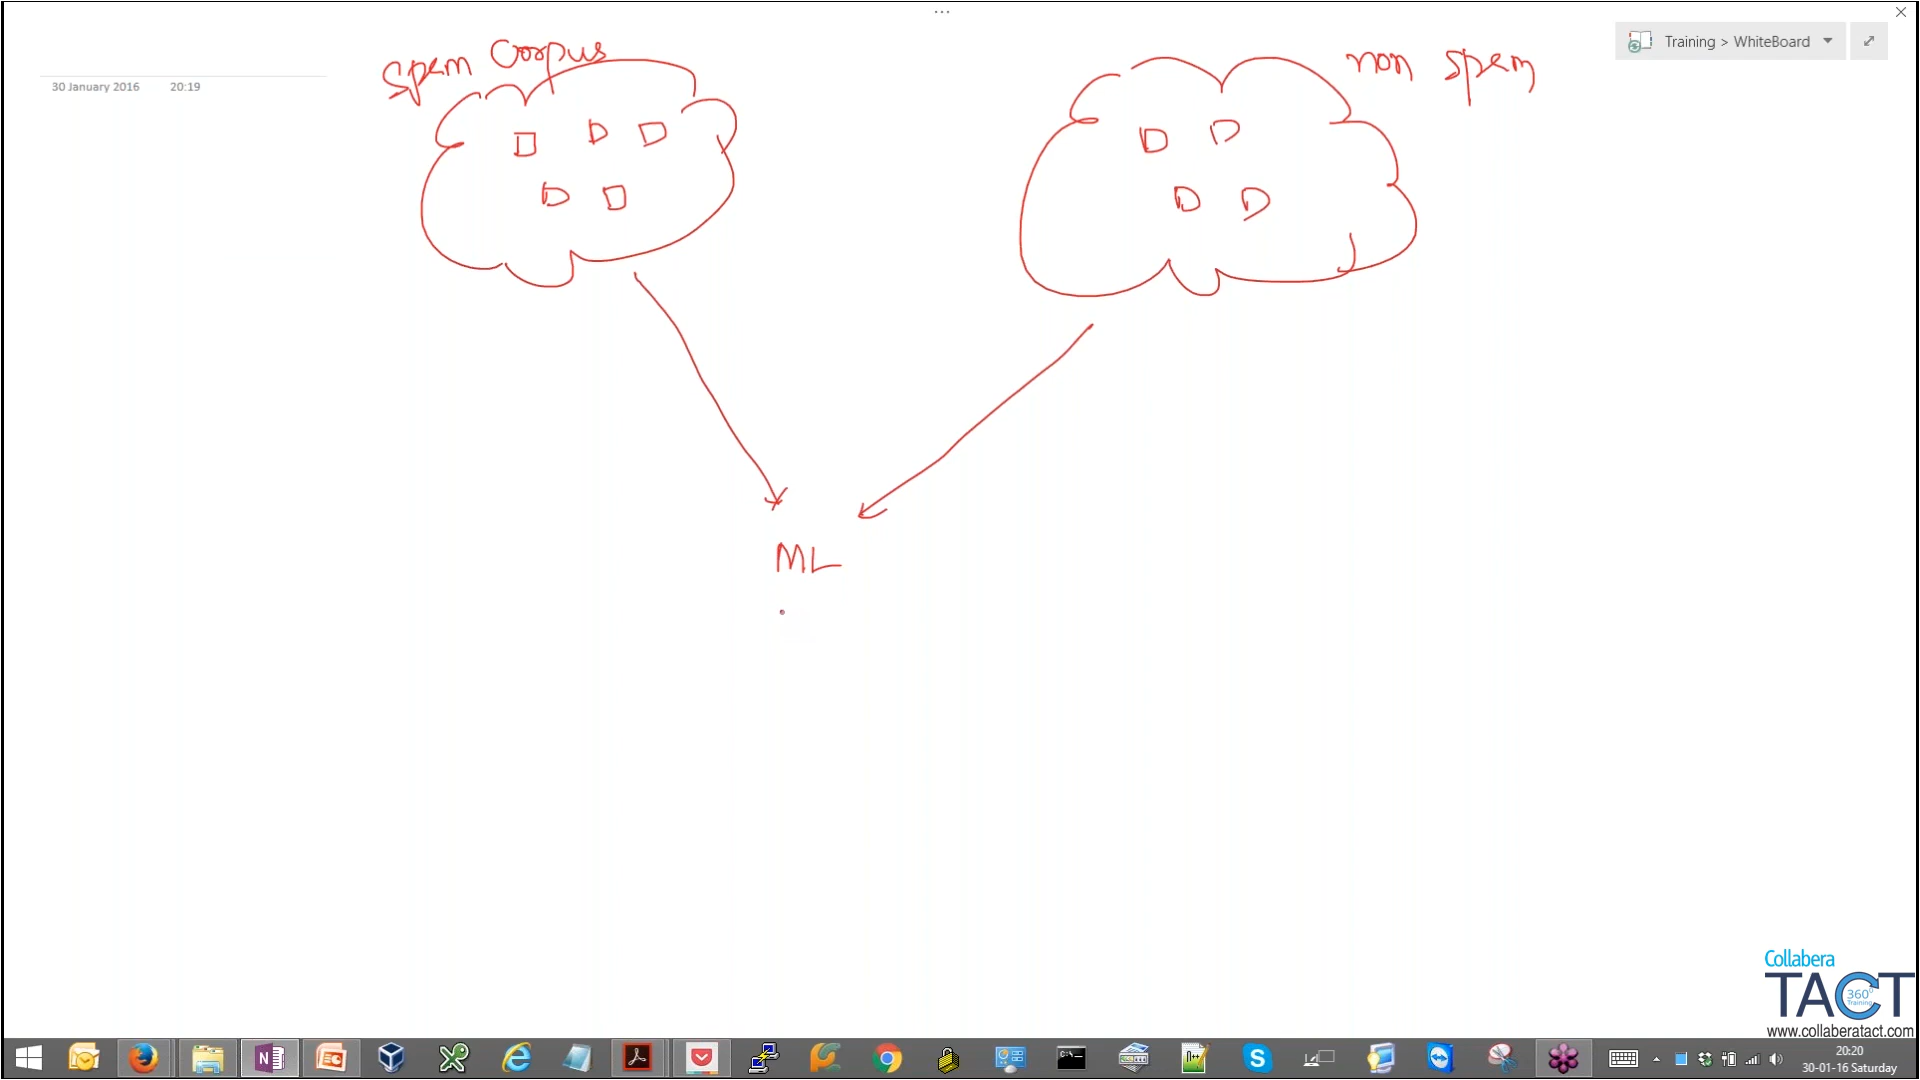 Training > WhiteBoard
30 January 2016 20:19
Spam Corpus
non spam
ML
Collabera
TACT
360°
Training
www.collaberatact.com
20:20
30-01-16 Saturday